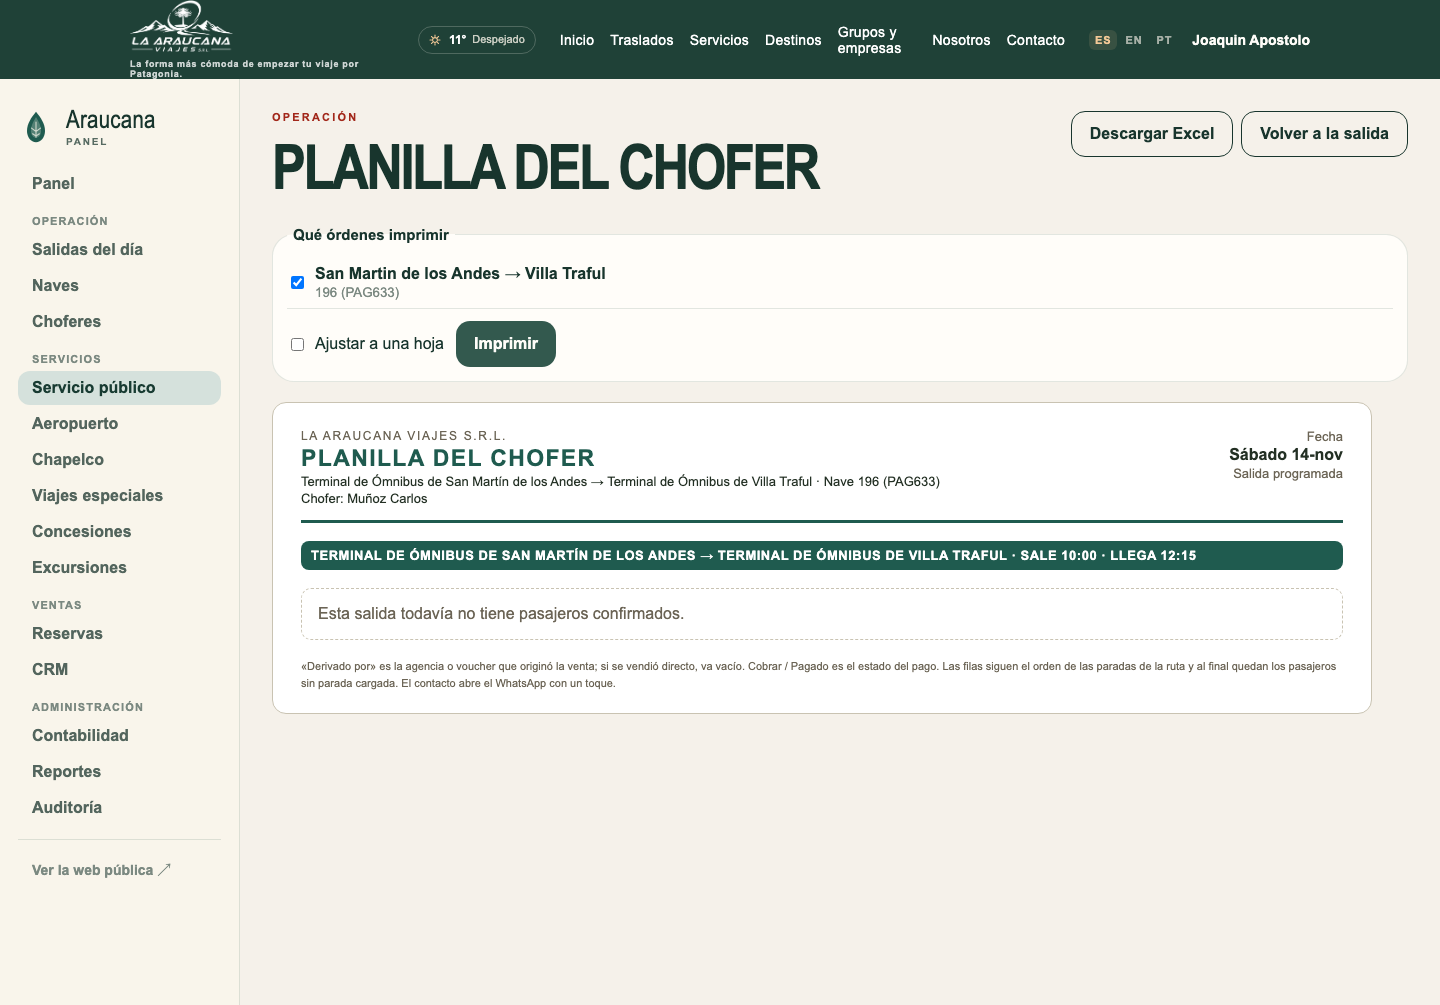 LA ARAUCANA
VIAJES S.R.L.
La forma más cómoda de empezar tu viaje por
Patagonia.
11° Despejado
Inicio
Traslados
Servicios
Destinos
Grupos y
empresas
Nosotros
Contacto
ES EN PT
Joaquin Apostolo
Araucana
PANEL
Panel
OPERACIÓN
Salidas del día
Naves
Choferes
SERVICIOS
Servicio público
Aeropuerto
Chapelco
Viajes especiales
Concesiones
Excursiones
VENTAS
Reservas
CRM
ADMINISTRACIÓN
Contabilidad
Reportes
Auditoría
Ver la web pública ↗
OPERACIÓN
PLANILLA DEL CHOFER
Descargar Excel
Volver a la salida
Qué órdenes imprimir
San Martin de los Andes → Villa Traful
196 (PAG633)
Ajustar a una hoja
Imprimir
LA ARAUCANA VIAJES S.R.L.
PLANILLA DEL CHOFER
Terminal de Ómnibus de San Martín de los Andes → Terminal de Ómnibus de Villa Traful · Nave 196 (PAG633)
Chofer: Muñoz Carlos
Fecha
Sábado 14-nov
Salida programada
TERMINAL DE ÓMNIBUS DE SAN MARTÍN DE LOS ANDES → TERMINAL DE ÓMNIBUS DE VILLA TRAFUL · SALE 10:00 · LLEGA 12:15
Esta salida todavía no tiene pasajeros confirmados.
«Derivado por» es la agencia o voucher que originó la venta; si se vendió directo, va vacío. Cobrar / Pagado es el estado del pago. Las filas siguen el orden de las paradas de la ruta y al final quedan los pasajeros
sin parada cargada. El contacto abre el WhatsApp con un toque.